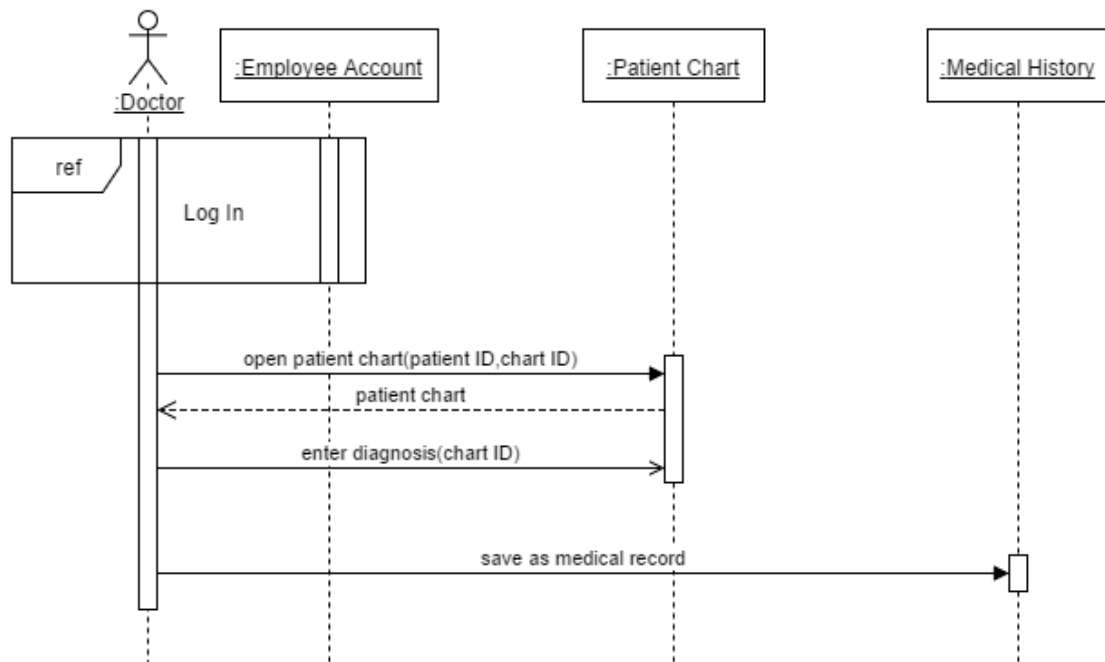 :Employee Account
:Patient Chart
:Medical History
:Doctor
ref
Log In
open patient chart(patient ID,chart ID)
patient chart
enter diagnosis(chart ID)
save as medical record